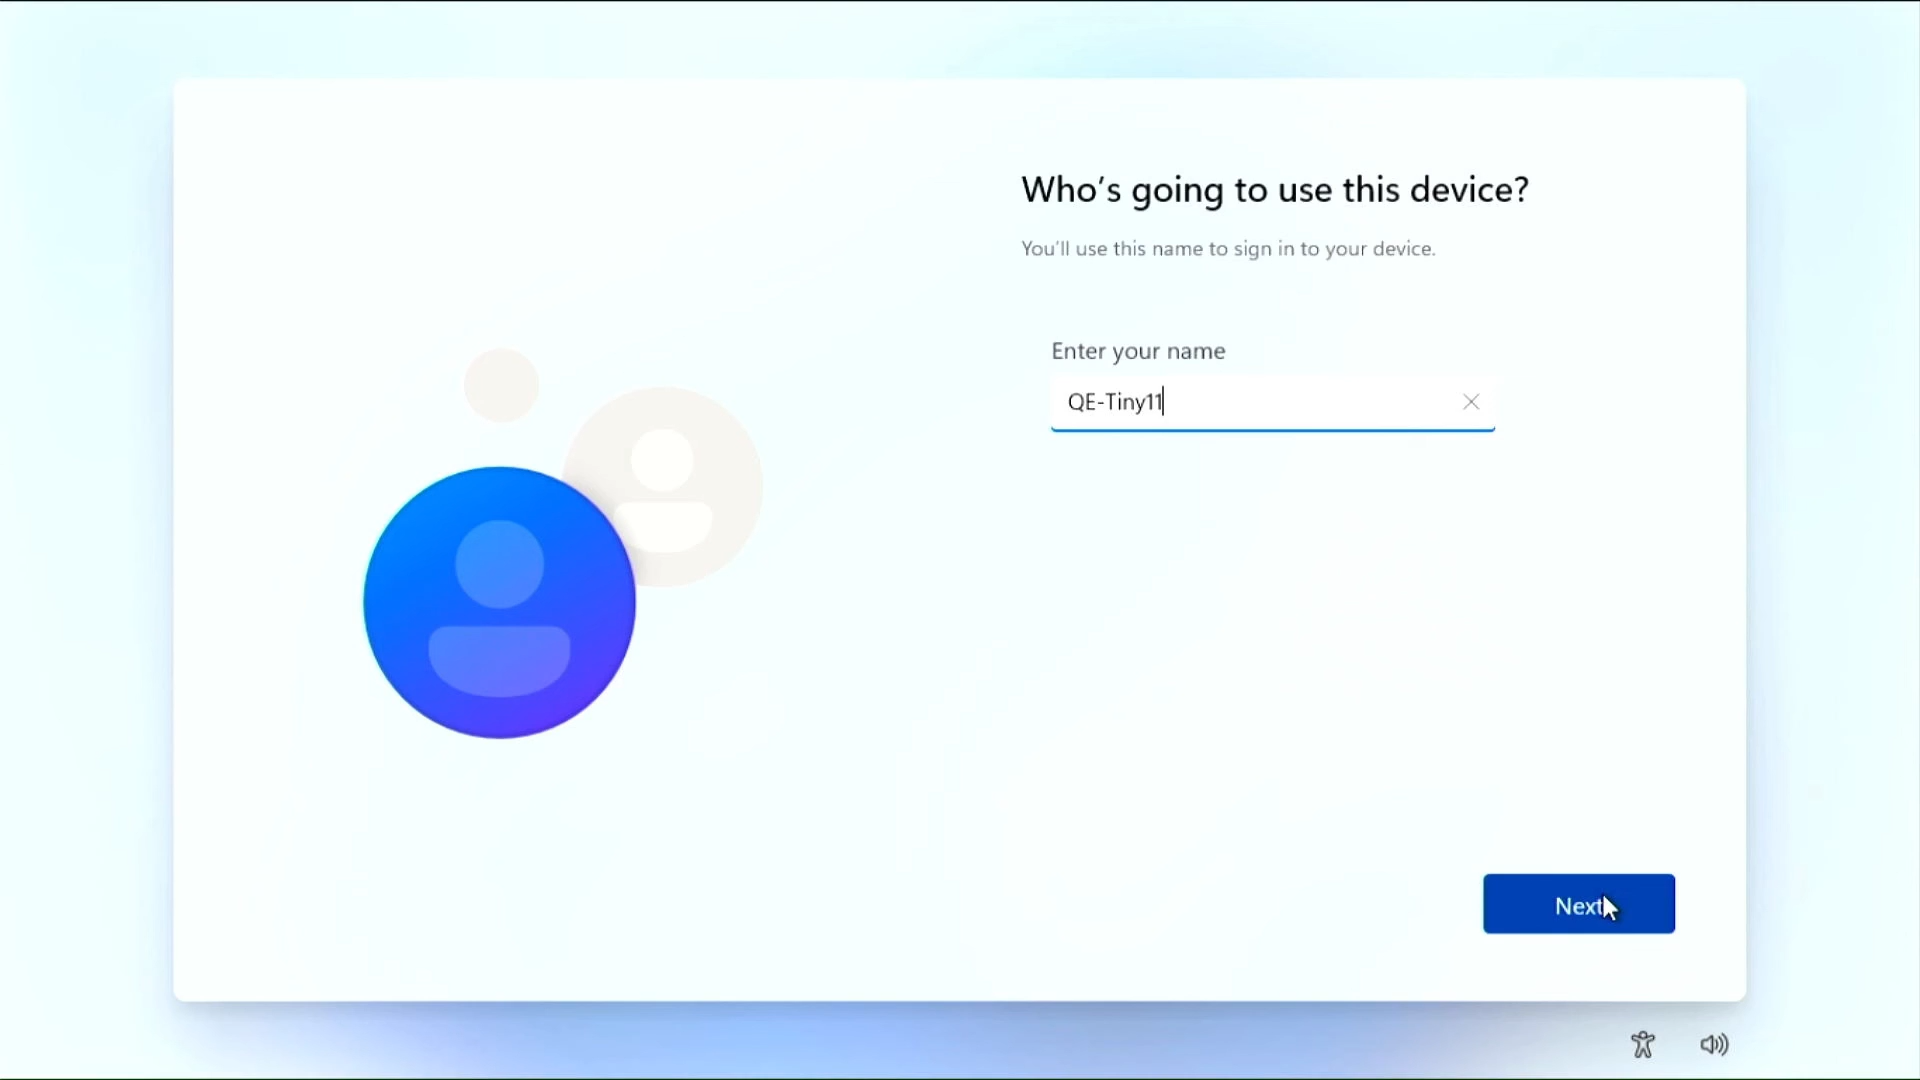 Who's going to use this device?
You'll use this name to sign in to your device.
Enter your name
QE-Tiny11
Next